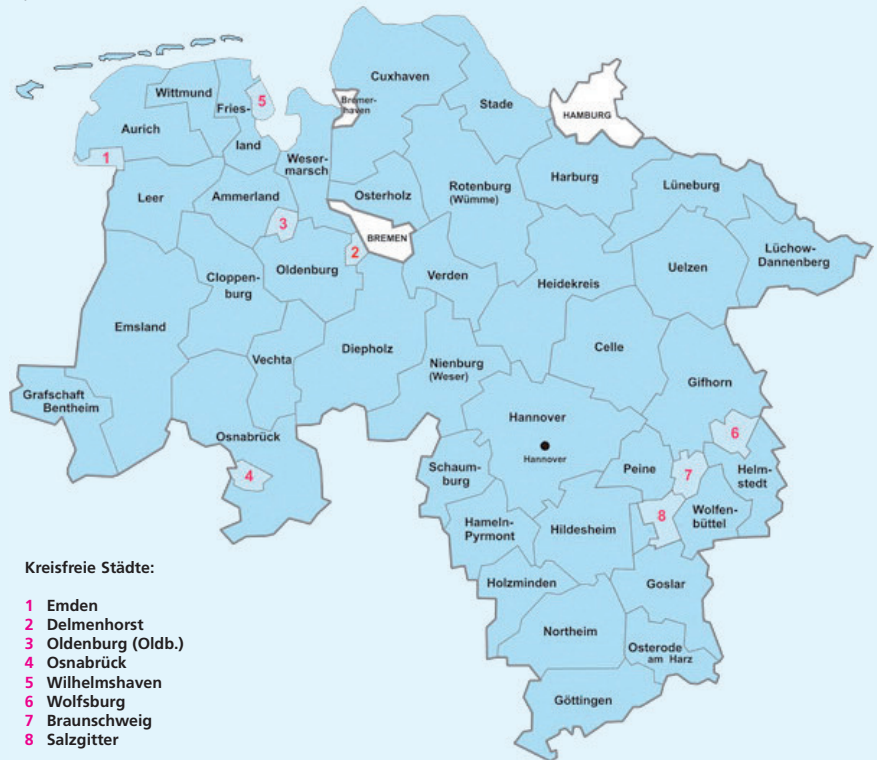 Cuxhaven
Wittmund
Bremer-
haven
Stade
5
Fries-
land
HAMBURG
Aurich
1
Weser-
marsch
Leer
Ammerland
Osterholz
Rotenburg
(Wümme)
Harburg
Lüneburg
3
BREMEN
2
Oldenburg
Cloppen-
burg
Verden
Heidekreis
Uelzen
Lüchow-
Dannenberg
Emsland
Vechta
Diepholz
Nienburg
(Weser)
Celle
Gifhorn
Grafschaft
Bentheim
Osnabrück
4
Hannover
Hannover
6
Schaum-
burg
Peine
7
Helm-
stedt
8
Wolfen-
büttel
Hameln-
Pyrmont
Hildesheim
Holzminden
Goslar
Northeim
Osterode
am Harz
Göttingen
Kreisfreie Städte:
1 Emden
2 Delmenhorst
3 Oldenburg (Oldb.)
4 Osnabrück
5 Wilhelmshaven
6 Wolfsburg
7 Braunschweig
8 Salzgitter